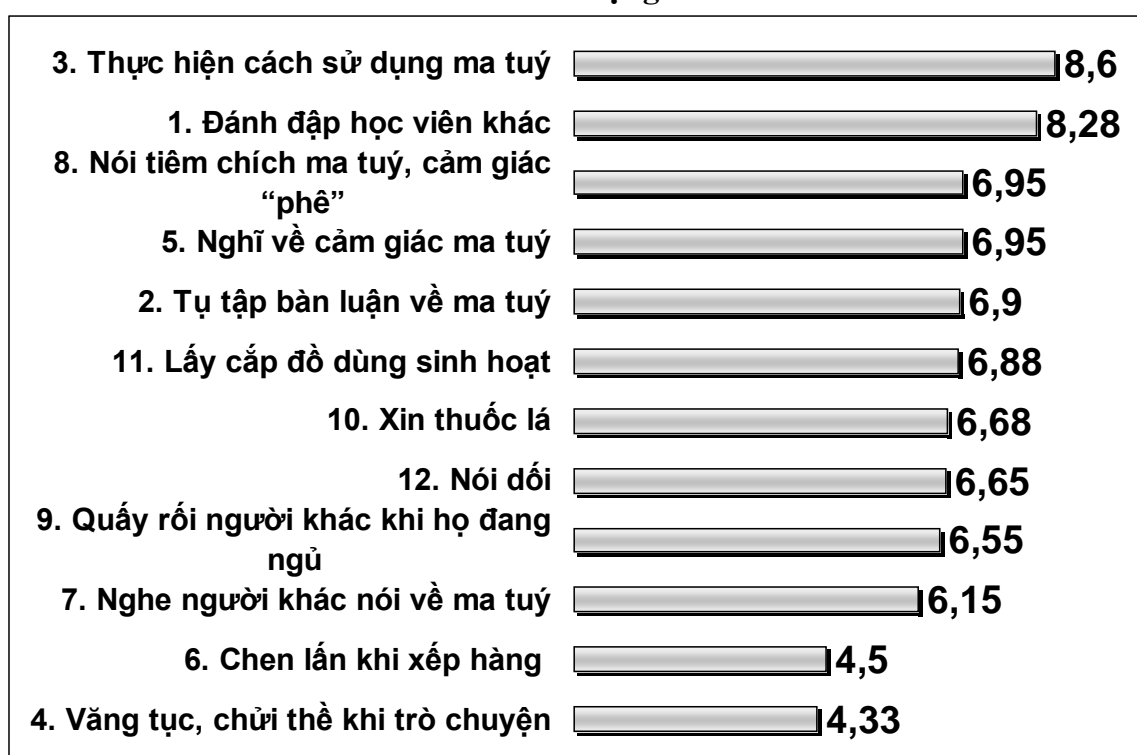 3. Thực hiện cách sử dụng ma tuý 8,6
1. Đánh đập học viên khác 8,28
8. Nói tiêm chích ma tuý, cảm giác
“phê” 6,95
5. Nghĩ về cảm giác ma tuý 6,95
2. Tụ tập bàn luận về ma tuý 6,9
11. Lấy cắp đồ dùng sinh hoạt 6,88
10. Xin thuốc lá 6,68
12. Nói dối 6,65
9. Quấy rối người khác khi họ đang
ngủ 6,55
7. Nghe người khác nói về ma tuý 6,15
6. Chen lấn khi xếp hàng 4,5
4. Văng tục, chửi thề khi trò chuyện 4,33